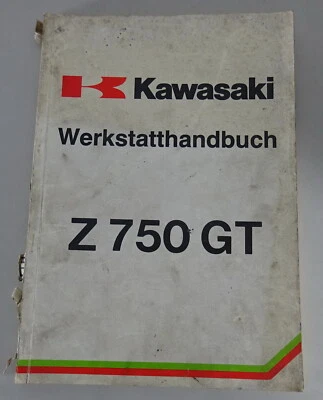 Kawasaki
Werkstatthandbuch
Z 750 GT